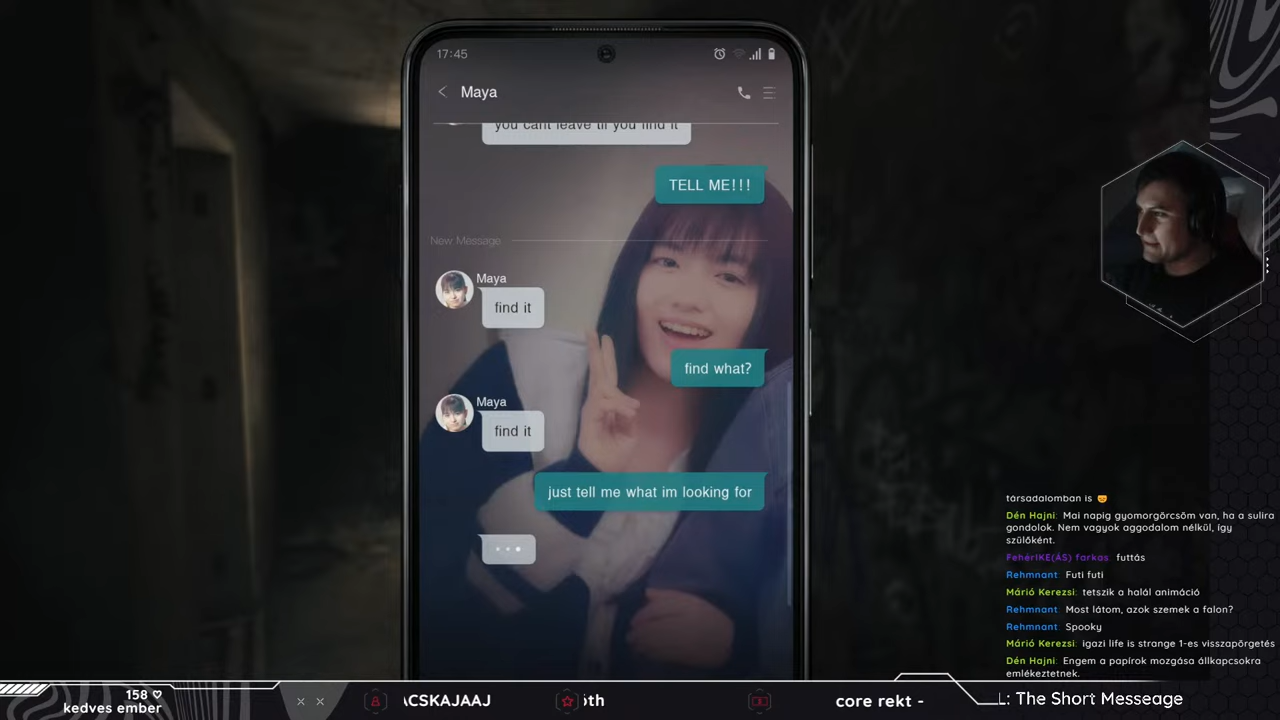 17:45
Maya
you cant leave til you find it
TELL ME!!!
New Message
Maya
find it
find what?
Maya
find it
just tell me what im looking for
társadalomban is
Dén Hajni: Mai napig gyomorgörcsöm van, ha a sulira
gondolok. Nem vagyok aggodalom nélkül, így
szülőként.
FehérIKE(ÁS) farkas: futtás
Rehmnant: Futi futi
Márió Kerezsi: tetszik a halál animáció
Rehmnant: Most látom, azok szemek a falon?
Rehmnant: Spooky
Márió Kerezsi: igazi life is strange 1-es visszapörgetés
Dén Hajni: Engem a papírok mozgása állkapcsokra
emlékeztetnek.
158
kedves ember
ACSKAJAAJ
core rekt -
L: The Short Messeage